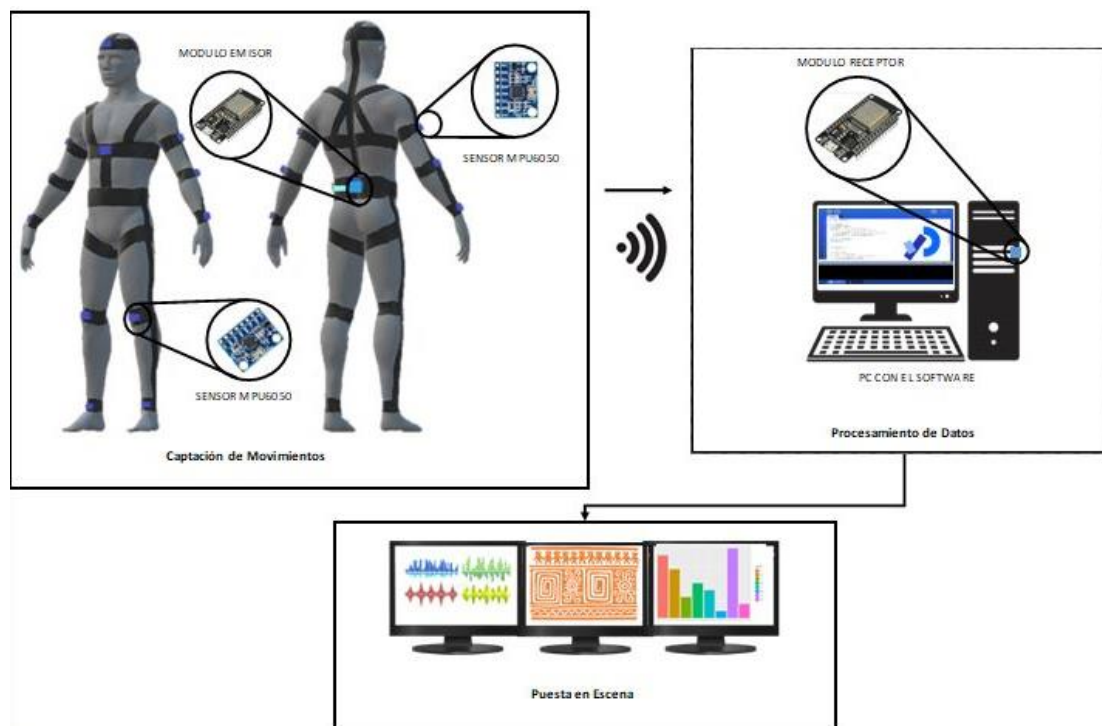 MODULO EMISOR
SENSOR MPU6050
SENSOR MPU6050
Captación de Movimientos
MODULO RECEPTOR
PC CON EL SOFTWARE
Procesamiento de Datos
Puesta en Escena